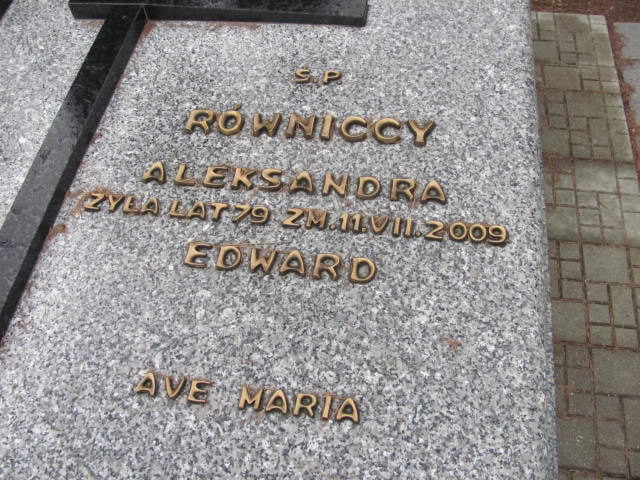 Ś.P.
RÓWNICCY
ALEKSANDRA
ŻYŁA LAT 79 ZM.11.VII.2009
EDWARD
AVE MARIA